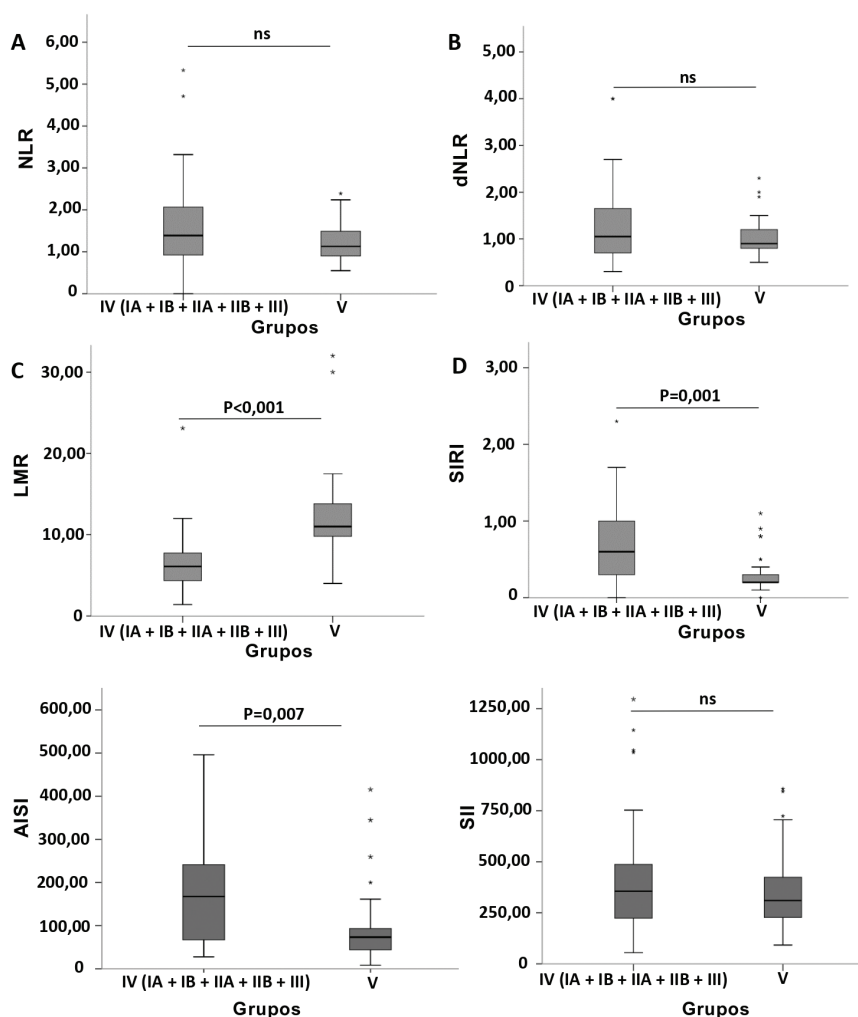 A
6,00
5,00
4,00
3,00
2,00
1,00
0
NLR
ns
IV (IA + IB + IIA + IIB + III)
V
Grupos
B
5,00
4,00
3,00
2,00
1,00
0
dNLR
ns
IV (IA + IB + IIA + IIB + III)
V
Grupos
C
30,00
20,00
10,00
0
LMR
P<0,001
IV (IA + IB + IIA + IIB + III)
V
Grupos
D
3,00
2,00
1,00
0
SIRI
P=0,001
IV (IA + IB + IIA + IIB + III)
V
Grupos
600,00
500,00
400,00
300,00
200,00
100,00
0
AISI
P=0,007
IV (IA + IB + IIA + IIB + III)
V
Grupos
1250,00
1000,00
750,00
500,00
250,00
0
SII
ns
IV (IA + IB + IIA + IIB + III)
V
Grupos